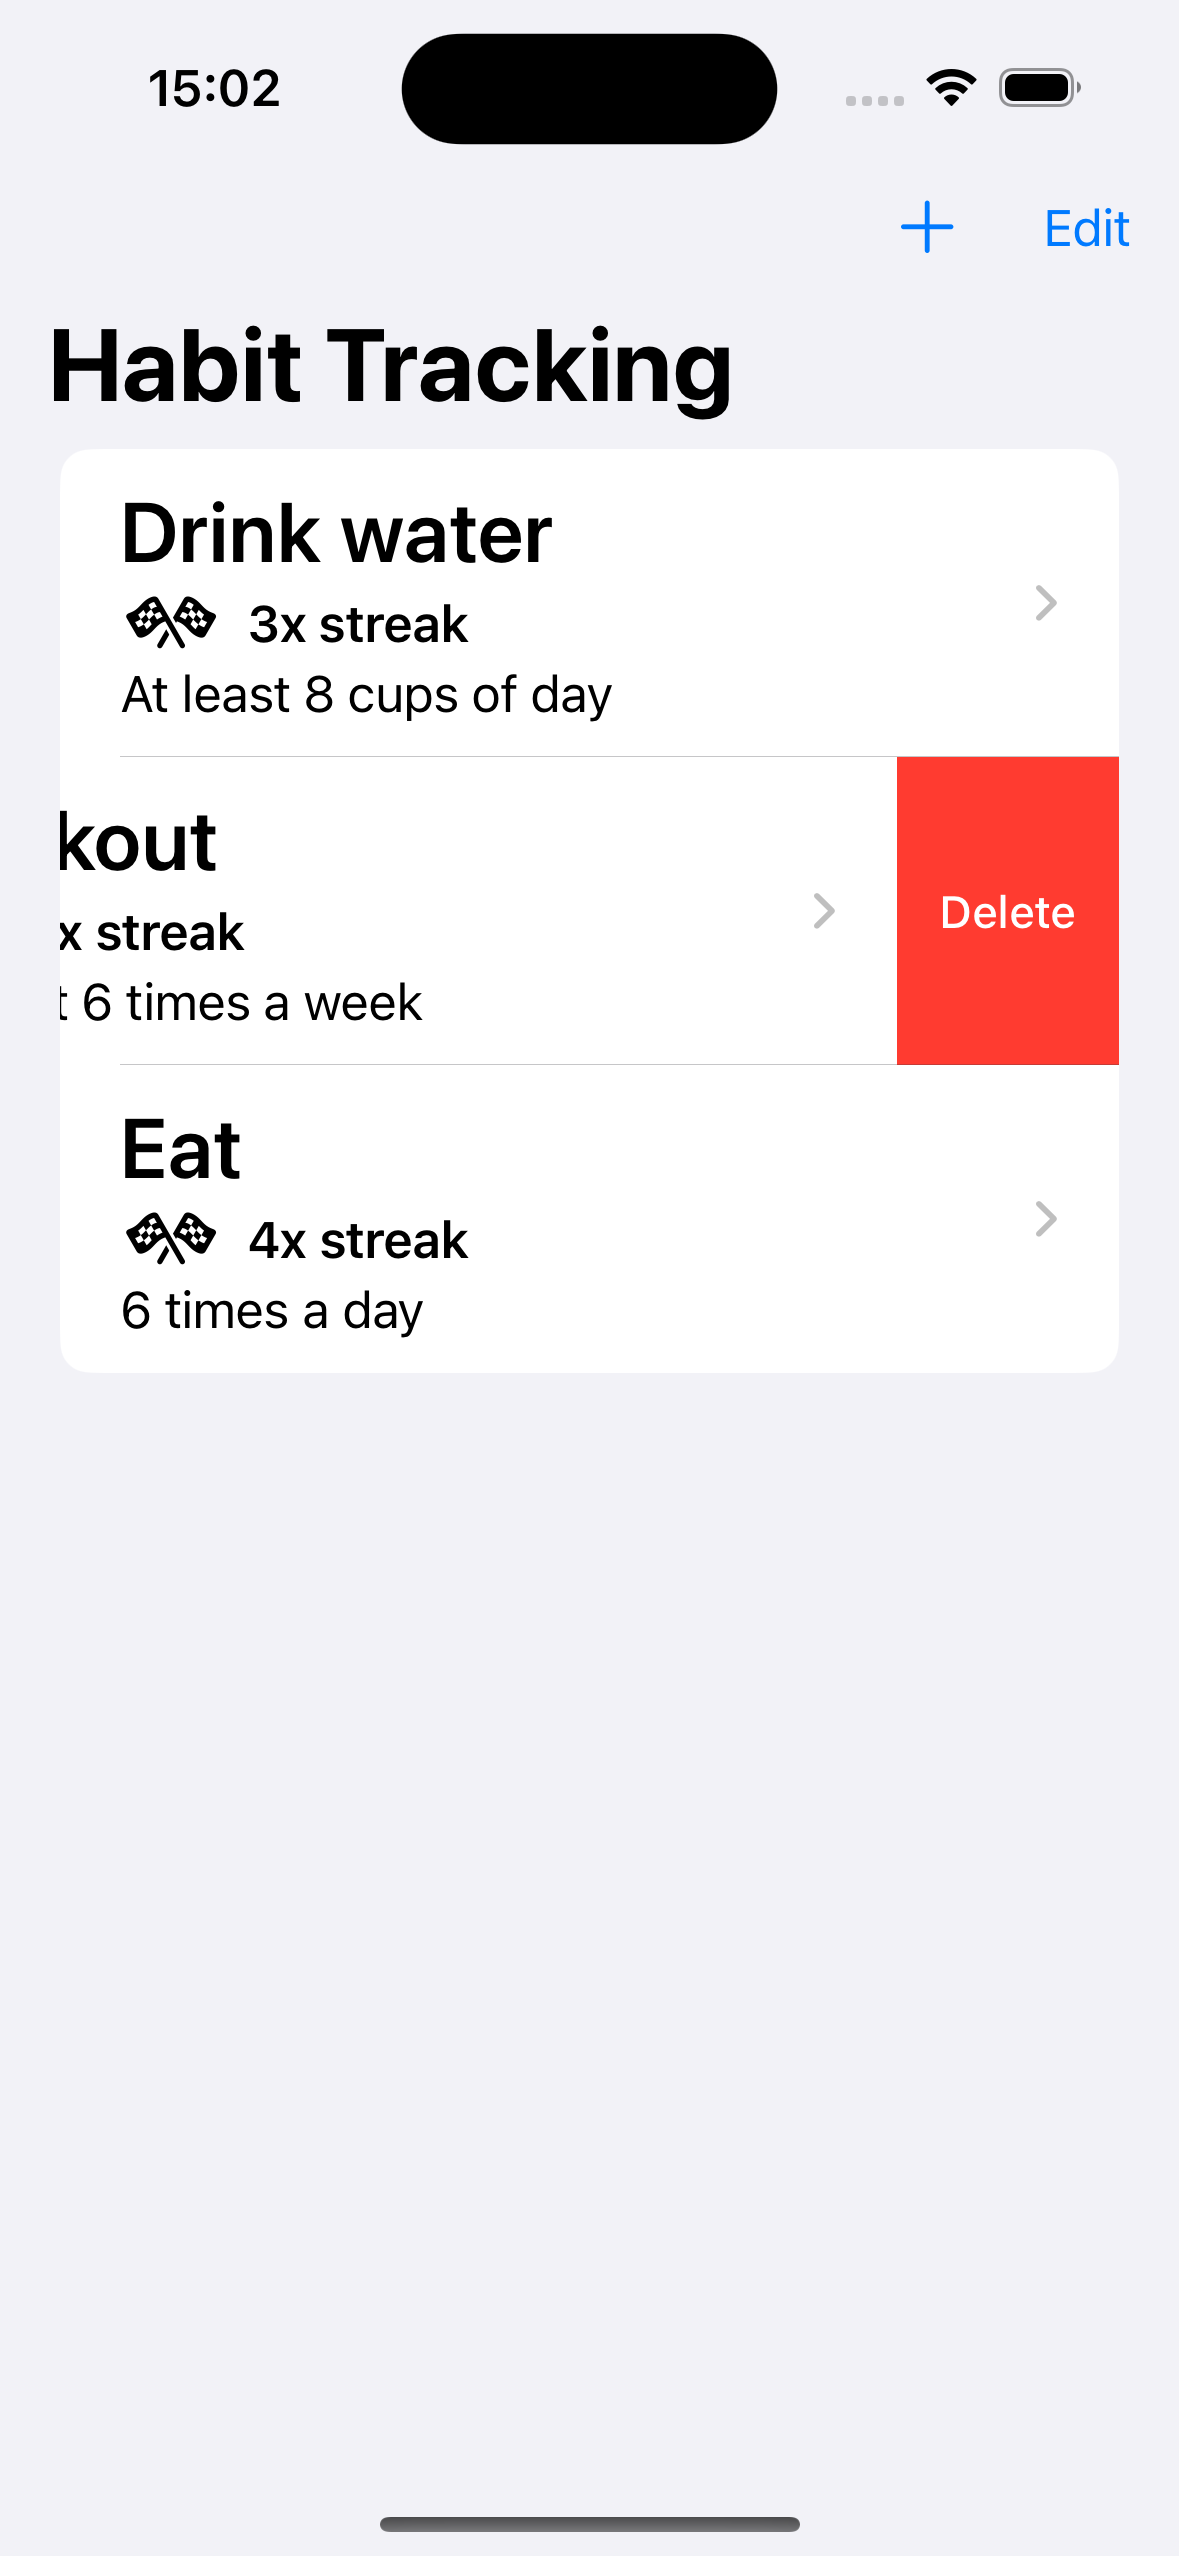 15:02
Edit
Habit Tracking
Drink water
3x streak
At least 8 cups of day
kout
x streak
t 6 times a week
Delete
Eat
4x streak
6 times a day